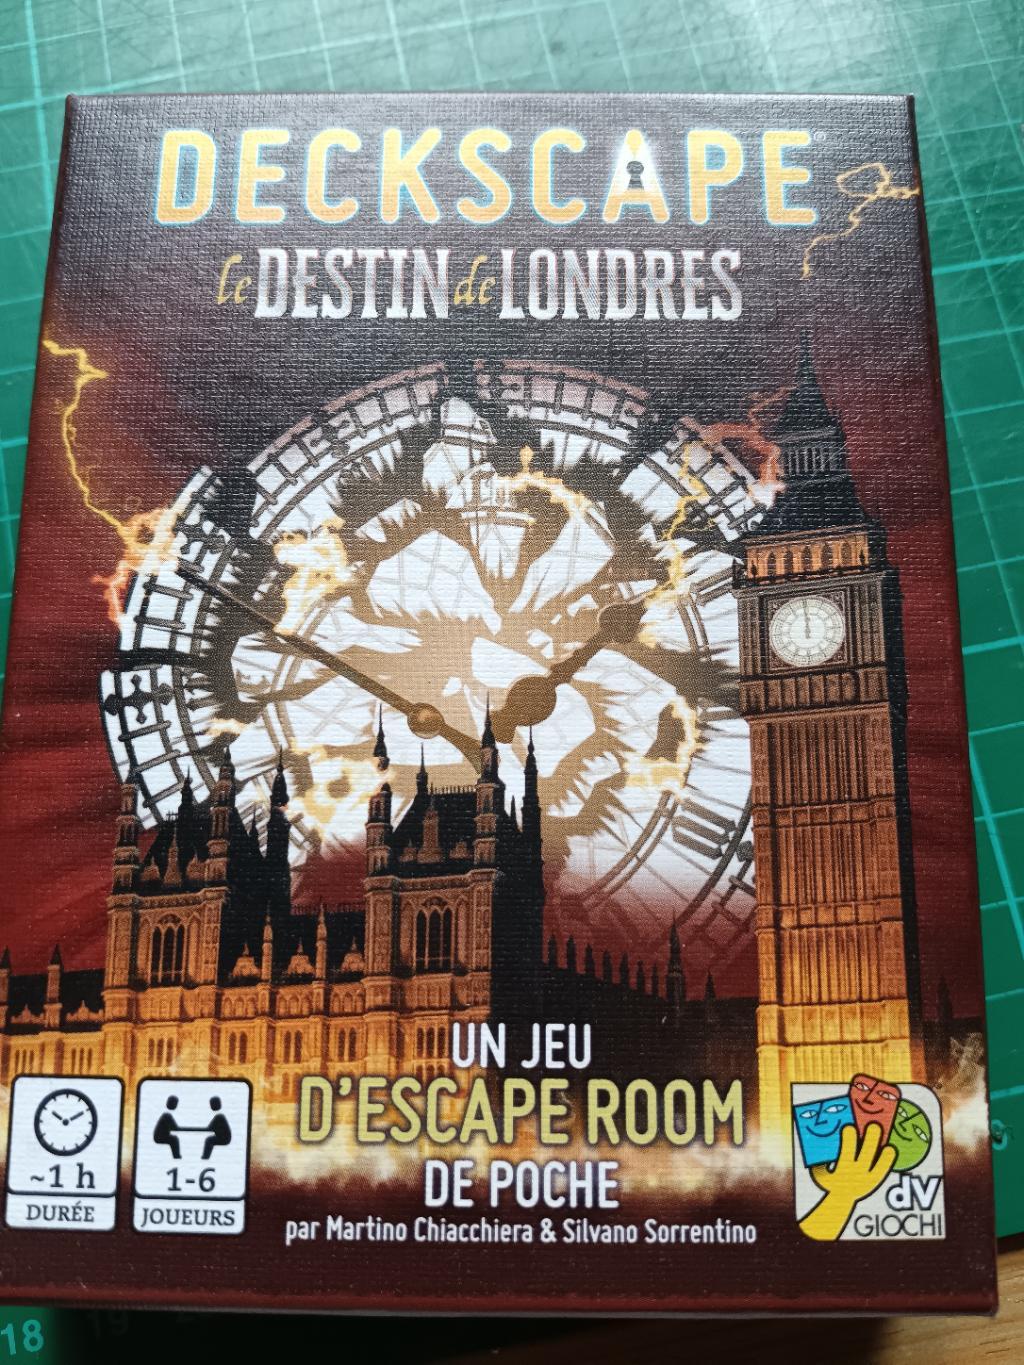 DECKSCAPE®
le DESTIN de LONDRES
UN JEU
D'ESCAPE ROOM
DE POCHE
par Martino Chiacchiera & Silvano Sorrentino
~1 h
DURÉE
1-6
JOUEURS
dV
GIOCHI
18
19